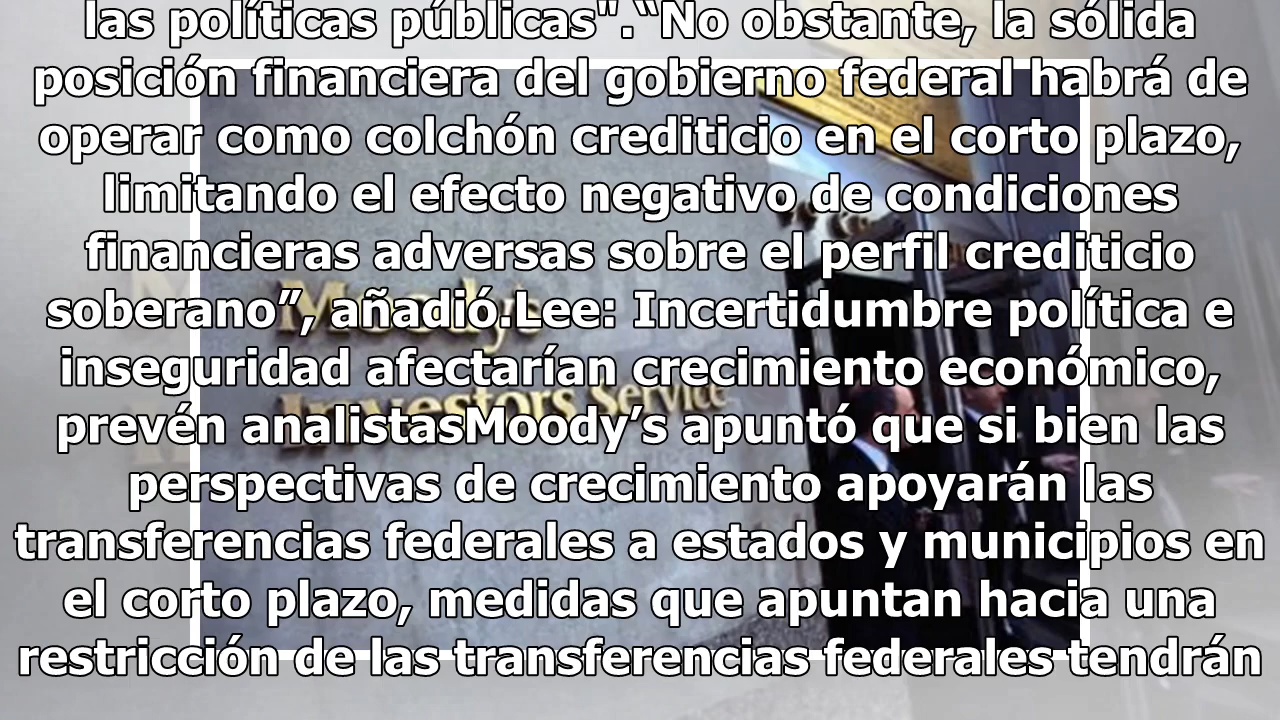 las políticas públicas".“No obstante, la sólida
posición financiera del gobierno federal habrá de
operar como colchón crediticio en el corto plazo,
limitando el efecto negativo de condiciones
financieras adversas sobre el perfil crediticio
soberano”, añadió.Lee: Incertidumbre política e
inseguridad afectarían crecimiento económico,
prevén analistasMoody’s apuntó que si bien las
perspectivas de crecimiento apoyarán las
transferencias federales a estados y municipios en
el corto plazo, medidas que apuntan hacia una
restricción de las transferencias federales tendrán
Moody's
Investors Service